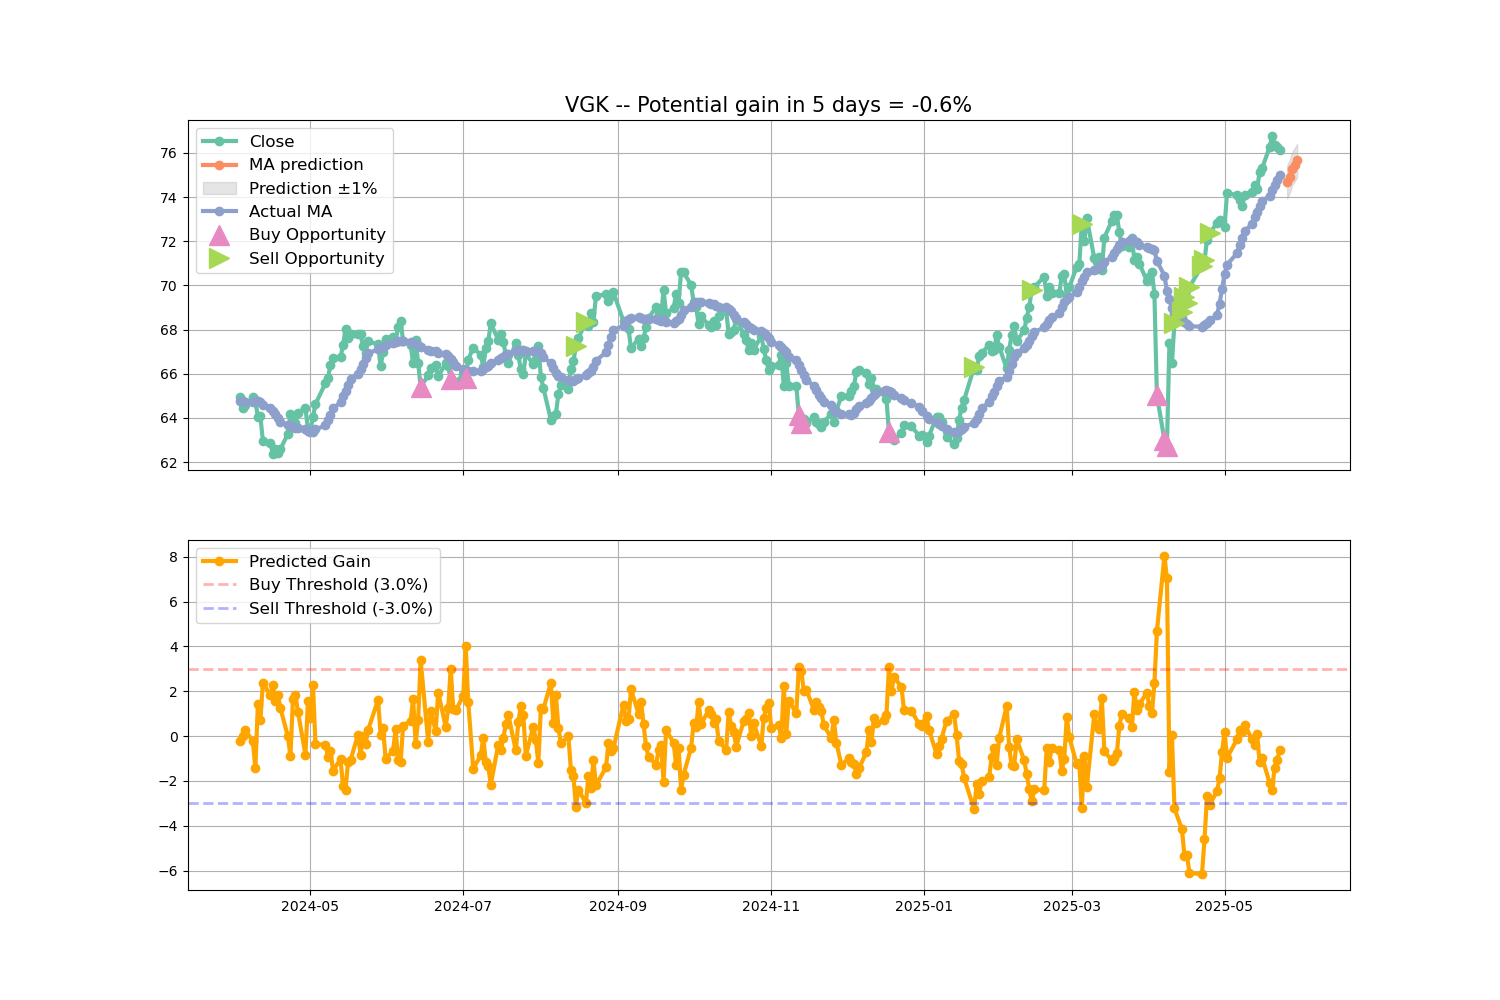 VGK -- Potential gain in 5 days = -0.6%
Close
MA prediction
Prediction ±1%
Actual MA
Buy Opportunity
Sell Opportunity
76
74
72
70
68
66
64
62
Predicted Gain
Buy Threshold (3.0%)
Sell Threshold (-3.0%)
8
6
4
2
0
−2
−4
−6
2024-05 2024-07 2024-09 2024-11 2025-01 2025-03 2025-05